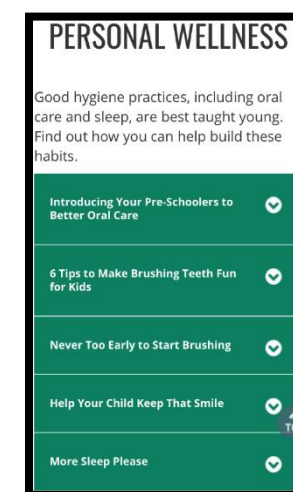 PERSONAL WELLNESS
Good hygiene practices, including oral
care and sleep, are best taught young.
Find out how you can help build these
habits.
Introducing Your Pre-Schoolers to
Better Oral Care
6 Tips to Make Brushing Teeth Fun
for Kids
Never Too Early to Start Brushing
Help Your Child Keep That Smile
More Sleep Please